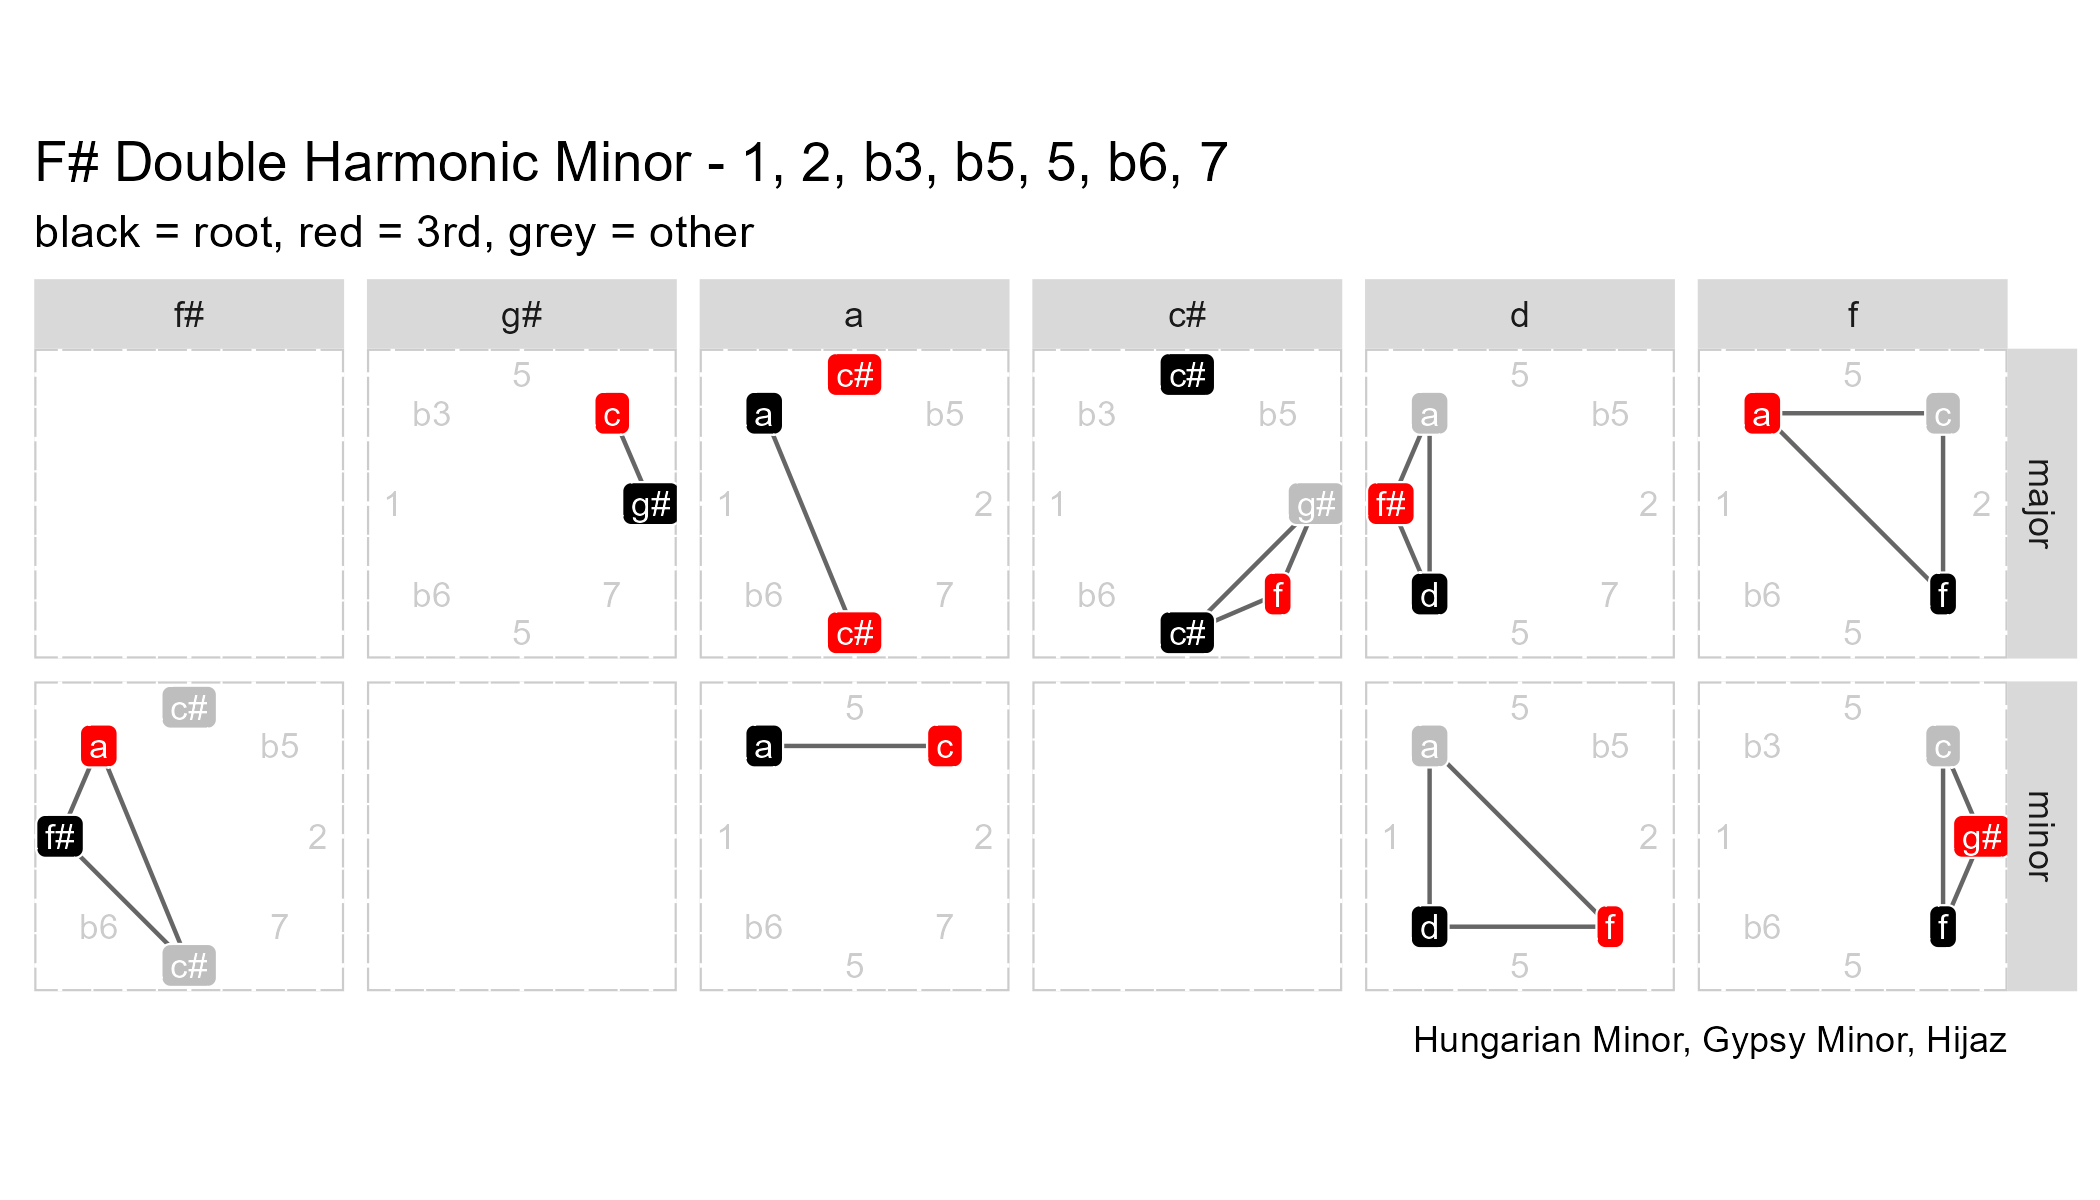 F# Double Harmonic Minor - 1, 2, b3, b5, 5, b6, 7
black = root, red = 3rd, grey = other
f# g# a c# d f
5 c# c# 5 5
b3 c a b5 b3 b5 a b5 a c
1 g# 1 2 1 g# f# 2 1 2
b6 7 b6 7 b6 f d 7 b6 f
5 c# c# 5 5
major
c# 5 5 5
a b5 a c a b5 b3 c
f# 2 1 2 1 2 1 g#
b6 7 b6 7 d f b6 f
c# 5 5 5
minor
Hungarian Minor, Gypsy Minor, Hijaz